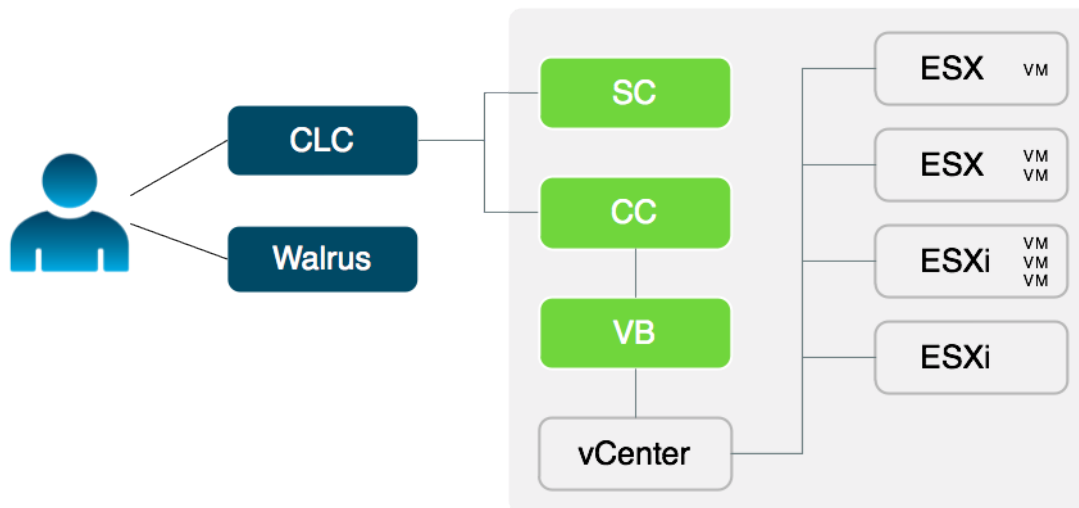 CLC
Walrus
SC
CC
VB
vCenter
ESX VM
ESX VM
VM
ESXi VM
VM
VM
ESXi